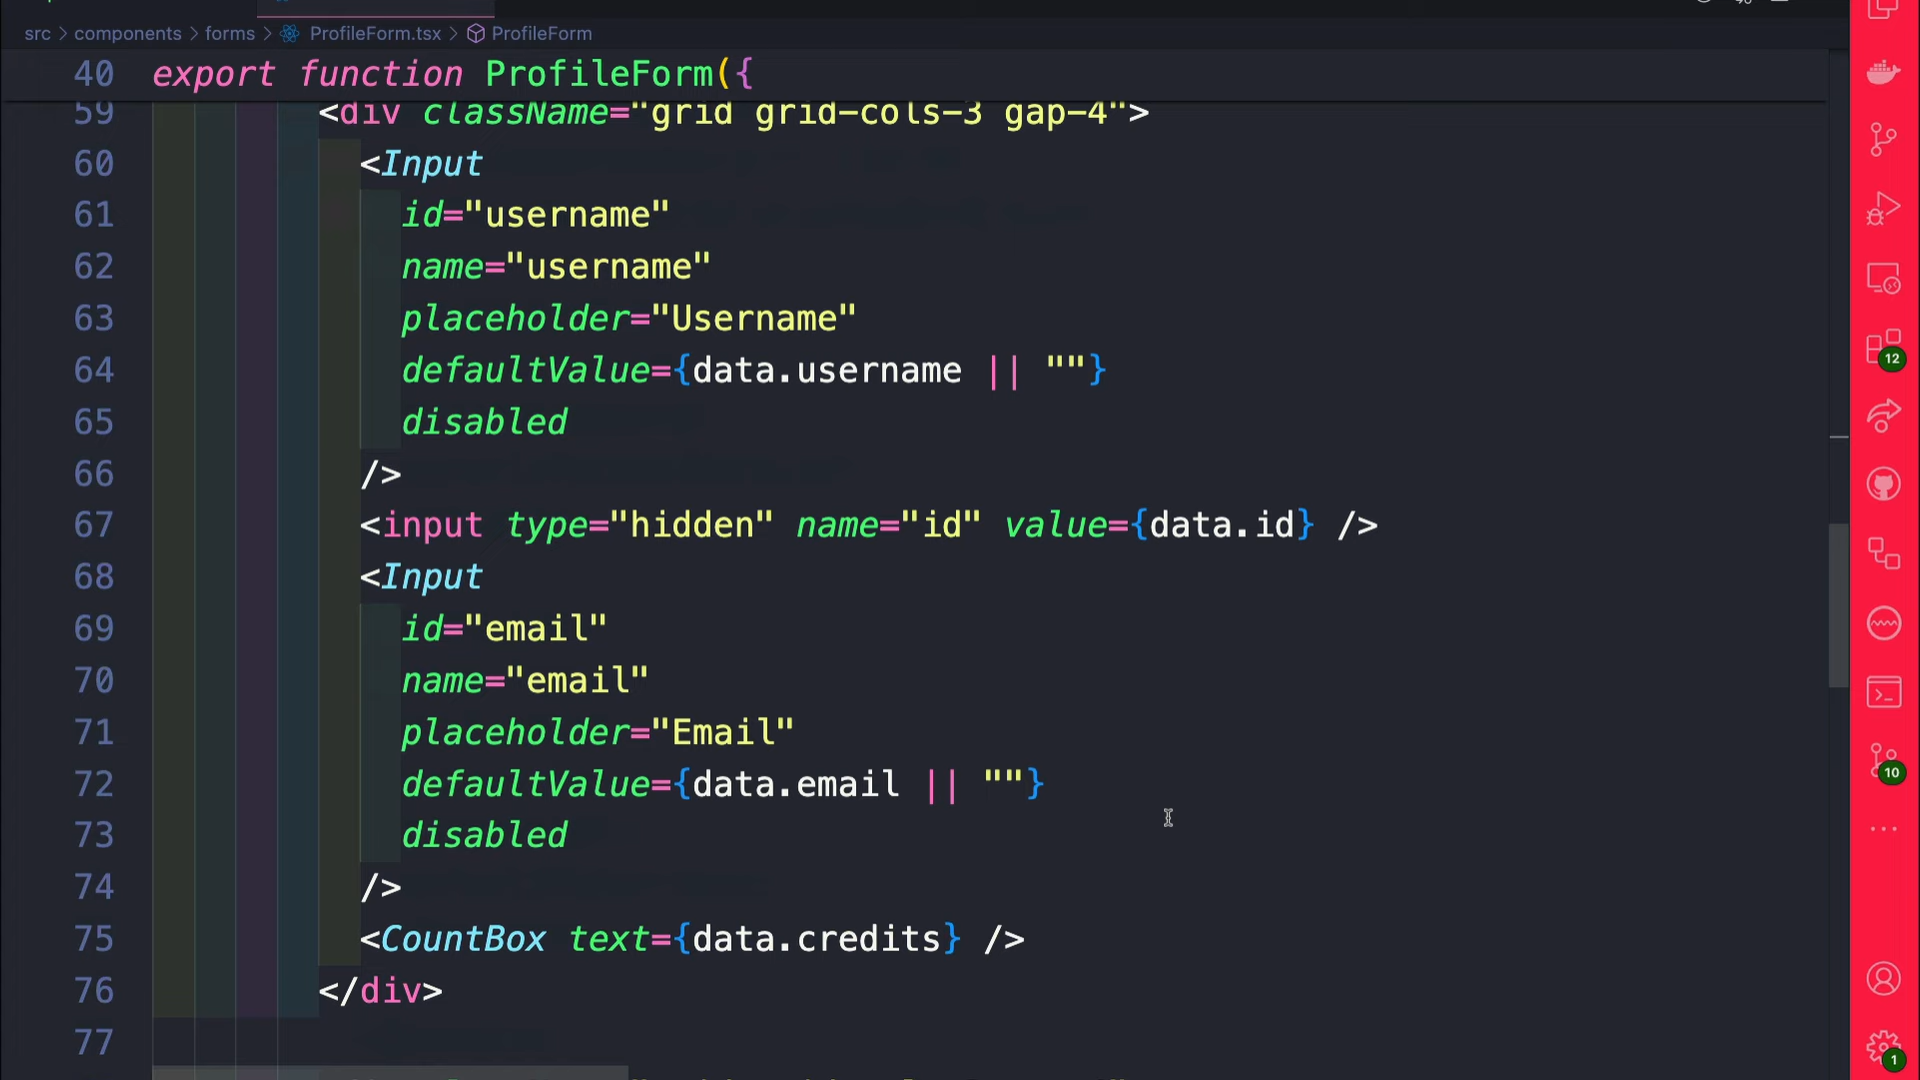 src > components > forms > ProfileForm.tsx > ProfileForm
40 export function ProfileForm({
59 <div className="grid grid-cols-3 gap-4">
60 <Input
61 id="username"
62 name="username"
63 placeholder="Username"
64 defaultValue={data.username || ""}
65 disabled
66 />
67 <input type="hidden" name="id" value={data.id} />
68 <Input
69 id="email"
70 name="email"
71 placeholder="Email"
72 defaultValue={data.email || ""}
73 disabled
74 />
75 <CountBox text={data.credits} />
76 </div>
77
12
10
1